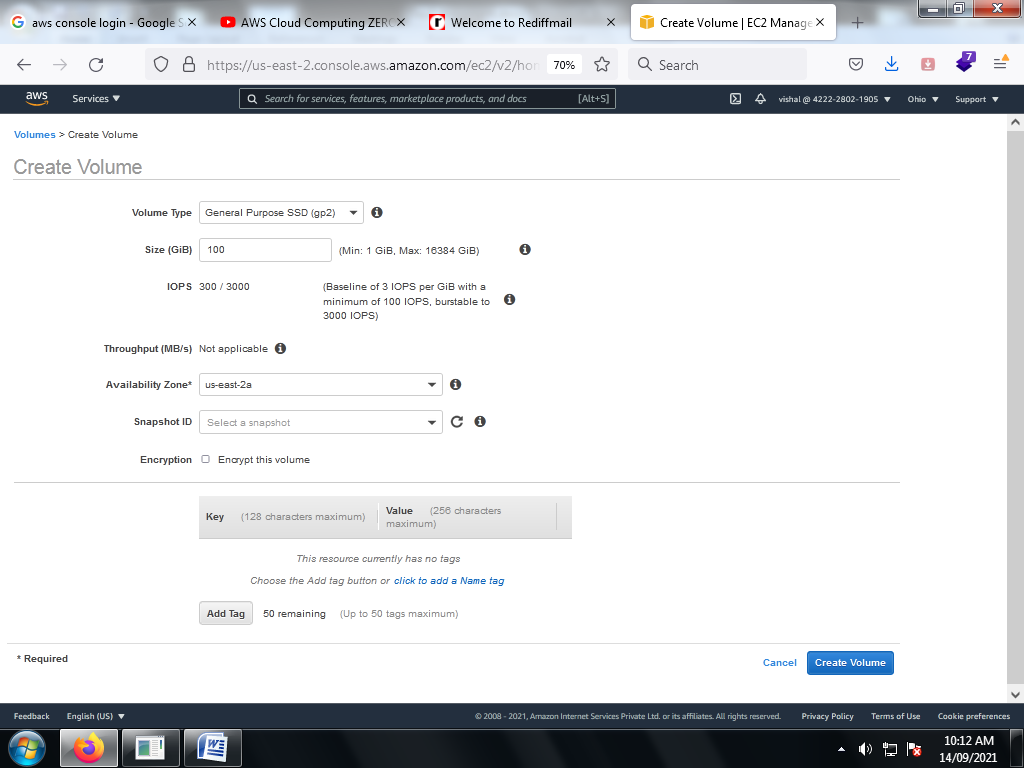 aws console login - Google S
AWS Cloud Computing ZERO
Welcome to Rediffmail
Create Volume | EC2 Manage
https://us-east-2.console.aws.amazon.com/ec2/v2/hom
70%
Search
7
aws
Services
Search for services, features, marketplace products, and docs
[Alt+S]
vishal @ 4222-2802-1905
Ohio
Support
Volumes > Create Volume
Create Volume
Volume Type
General Purpose SSD (gp2)
Size (GiB)
100
(Min: 1 GiB, Max: 16384 GiB)
IOPS
300 / 3000
(Baseline of 3 IOPS per GiB with a
minimum of 100 IOPS, burstable to
3000 IOPS)
Throughput (MB/s)
Not applicable
Availability Zone*
us-east-2a
Snapshot ID
Select a snapshot
Encryption
Encrypt this volume
Key
(128 characters maximum)
Value
(256 characters
maximum)
This resource currently has no tags
Choose the Add tag button or click to add a Name tag
Add Tag
50 remaining
(Up to 50 tags maximum)
* Required
Cancel
Create Volume
Feedback
English (US)
© 2008 - 2021, Amazon Internet Services Private Ltd. or its affiliates. All rights reserved.
Privacy Policy
Terms of Use
Cookie preferences
10:12 AM
14/09/2021